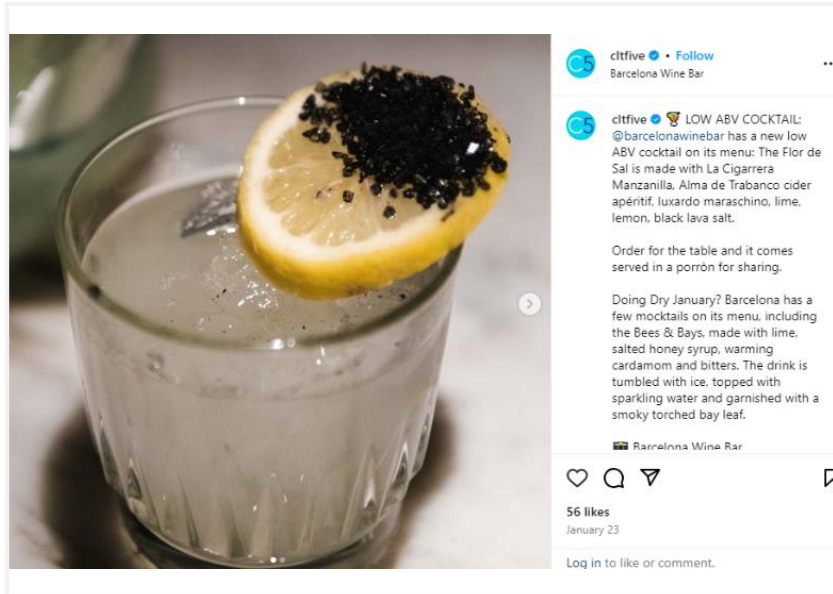 cltfive • Follow
Barcelona Wine Bar
cltfive 🍹 LOW ABV COCKTAIL:
@barcelonawinebar has a new low
ABV cocktail on its menu: The Flor de
Sal is made with La Cigarrera
Manzanilla, Alma de Trabanco cider
apéritif, luxardo maraschino, lime,
lemon, black lava salt.
Order for the table and it comes
served in a porròn for sharing.
Doing Dry January? Barcelona has a
few mocktails on its menu, including
the Bees & Bays, made with lime,
salted honey syrup, warming
cardamom and bitters. The drink is
tumbled with ice, topped with
sparkling water and garnished with a
smoky torched bay leaf.
📸 Barcelona Wine Bar
56 likes
January 23
Log in to like or comment.